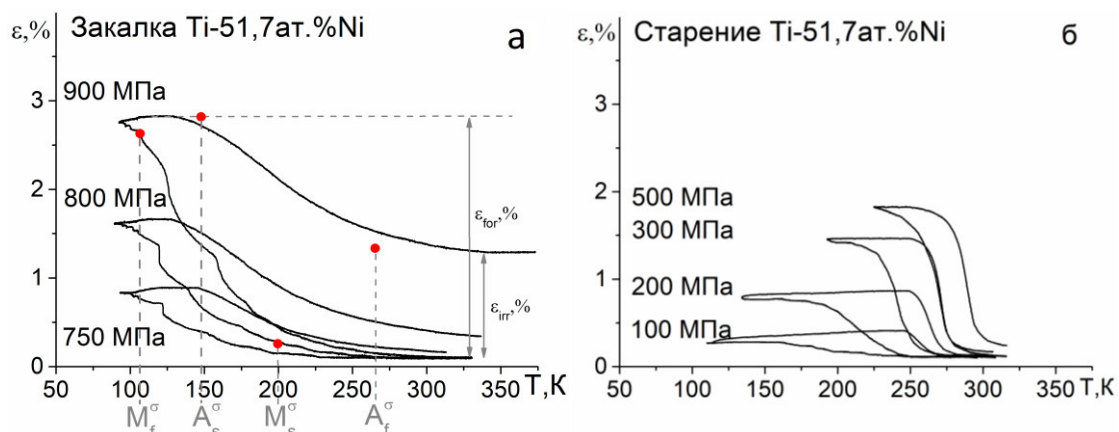 ε,% Закалка Ti-51,7ат.%Ni а
900 МПа
800 МПа
750 МПа
3
2
1
0
ε_for,%
ε_irr,%
50 100 150 200 250 300 350 T,К
M_f^σ A_s^σ M_s^σ A_f^σ
ε,% Старение Ti-51,7ат.%Ni б
500 МПа
300 МПа
200 МПа
100 МПа
3
2
1
0
50 100 150 200 250 300 350 T,К